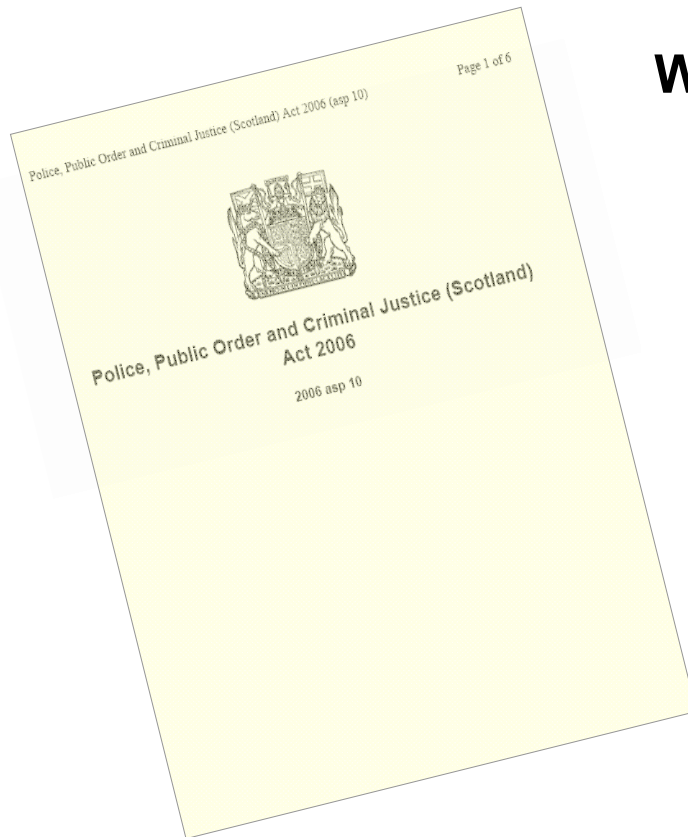 Police, Public Order and Criminal Justice (Scotland) Act 2006 (asp 10)
Page 1 of 6
W
Police, Public Order and Criminal Justice (Scotland)
Act 2006
2006 asp 10